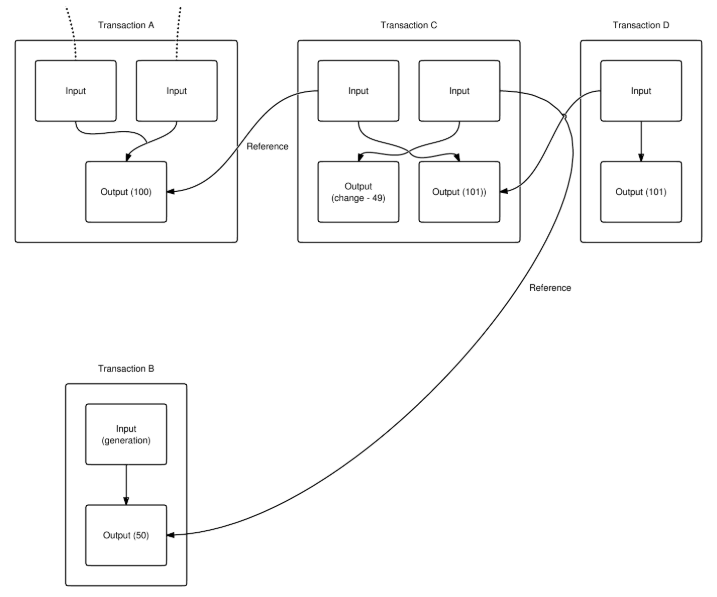 Transaction A
Transaction C
Transaction D
Input
Input
Input
Input
Input
Reference
Output (100)
Output
(change - 49)
Output (101))
Output (101)
Reference
Transaction B
Input
(generation)
Output (50)